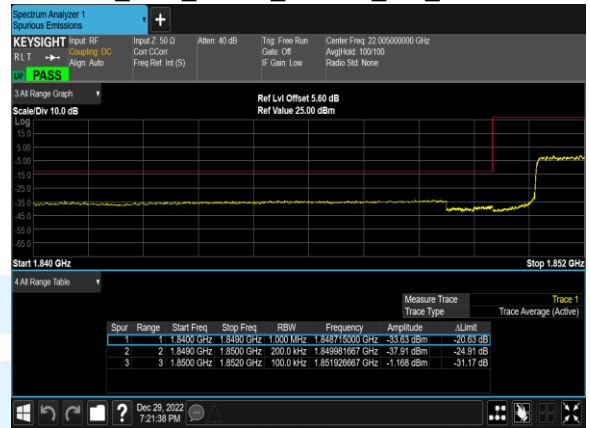 Spectrum Analyzer 1
Spurious Emissions
KEYSIGHT Input: RF Input Z: 50 Ω Atten: 40 dB Trig: Free Run Center Freq: 22.005000000 GHz
RLT Coupling: DC Corr CCorr Gate: Off Avg|Hold: 100/100
Align: Auto Freq Ref: Int (S) IF Gain: Low Radio Std: None
PASS
3 All Range Graph
Ref Lvl Offset 5.60 dB
Scale/Div 10.0 dB Ref Value 25.00 dBm
Log
15.0
5.00
-5.00
-15.0
-25.0
-35.0
-45.0
-55.0
-65.0
Start 1.840 GHz Stop 1.852 GHz
4 All Range Table
Measure Trace Trace 1
Trace Type Trace Average (Active)
Spur Range Start Freq Stop Freq RBW Frequency Amplitude ΔLimit
1 1 1.8400 GHz 1.8490 GHz 1.000 MHz 1.848715000 GHz -33.63 dBm -20.63 dB
2 2 1.8490 GHz 1.8500 GHz 200.0 kHz 1.849981667 GHz -37.91 dBm -24.91 dB
3 3 1.8500 GHz 1.8520 GHz 100.0 kHz 1.851926667 GHz -1.168 dBm -31.17 dB
Dec 29, 2022
7:21:38 PM